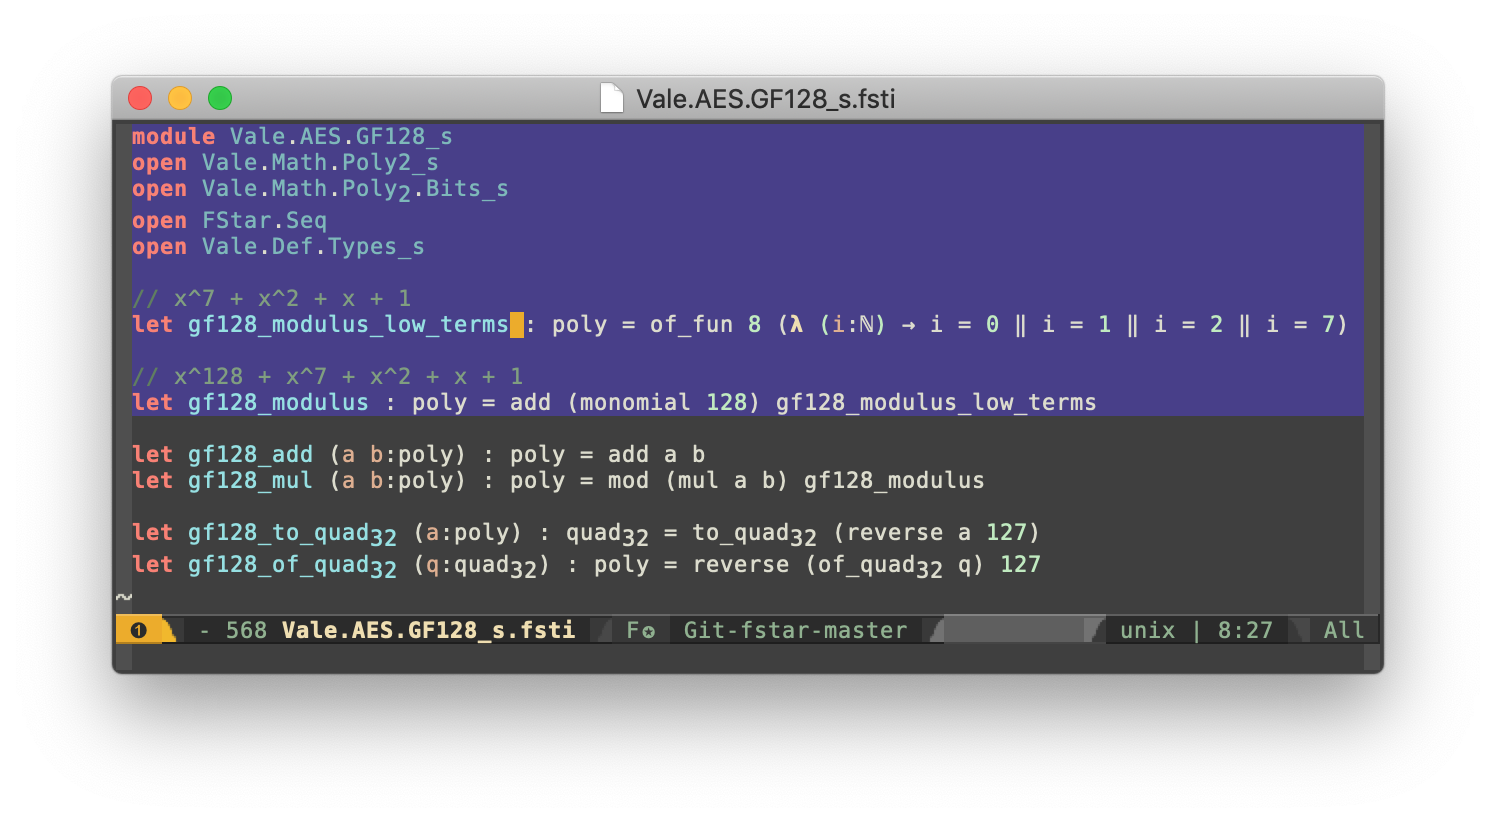 Vale.AES.GF128_s.fsti
module Vale.AES.GF128_s
open Vale.Math.Poly2_s
open Vale.Math.Poly₂.Bits_s
open FStar.Seq
open Vale.Def.Types_s
// x^7 + x^2 + x + 1
let gf128_modulus_low_terms : poly = of_fun 8 (λ (i:ℕ) → i = 0 ‖ i = 1 ‖ i = 2 ‖ i = 7)
// x^128 + x^7 + x^2 + x + 1
let gf128_modulus : poly = add (monomial 128) gf128_modulus_low_terms
let gf128_add (a b:poly) : poly = add a b
let gf128_mul (a b:poly) : poly = mod (mul a b) gf128_modulus
let gf128_to_quad₃₂ (a:poly) : quad₃₂ = to_quad₃₂ (reverse a 127)
let gf128_of_quad₃₂ (q:quad₃₂) : poly = reverse (of_quad₃₂ q) 127
~
❶ - 568 Vale.AES.GF128_s.fsti F✪ Git-fstar-master unix | 8:27 All